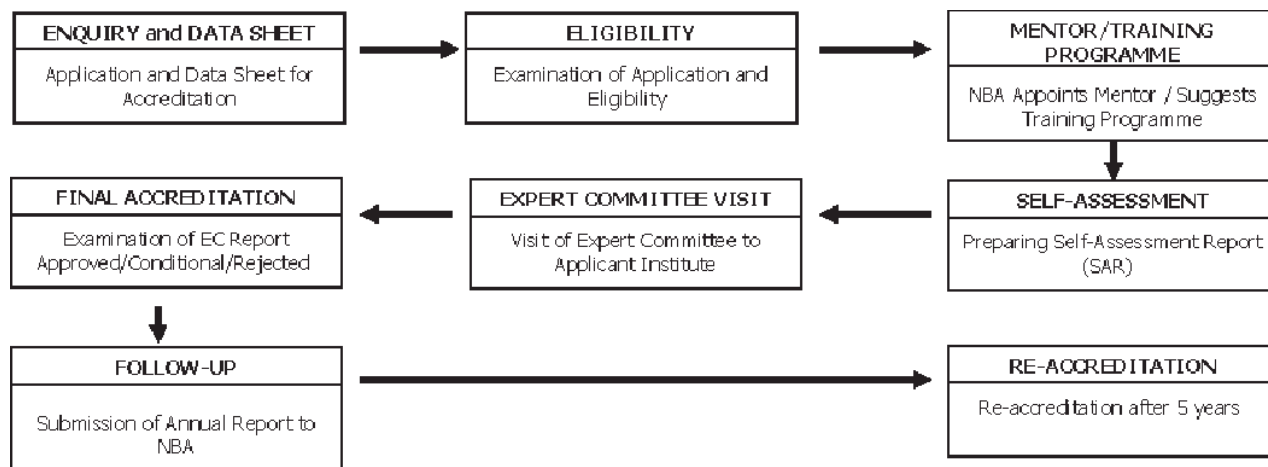 ENQUIRY and DATA SHEET
Application and Data Sheet for
Accreditation
ELIGIBILITY
Examination of Application and
Eligibility
MENTOR/TRAINING
PROGRAMME
NBA Appoints Mentor / Suggests
Training Programme
SELF-ASSESSMENT
Preparing Self-Assessment Report
(SAR)
EXPERT COMMITTEE VISIT
Visit of Expert Committee to
Applicant Institute
FINAL ACCREDITATION
Examination of EC Report
Approved/Conditional/Rejected
FOLLOW-UP
Submission of Annual Report to
NBA
RE-ACCREDITATION
Re-accreditation after 5 years